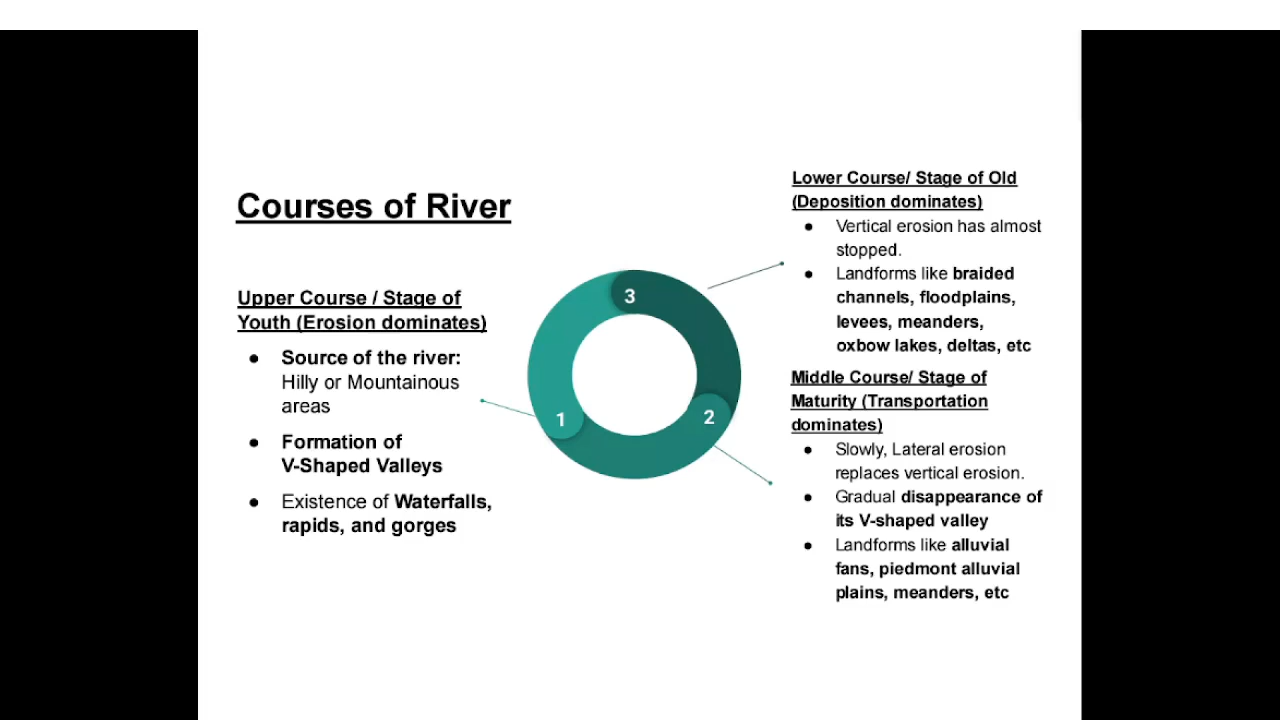 Courses of River
Upper Course / Stage of
Youth (Erosion dominates)
● Source of the river:
Hilly or Mountainous
areas
● Formation of
V-Shaped Valleys
● Existence of Waterfalls,
rapids, and gorges
1
2
3
Lower Course/ Stage of Old
(Deposition dominates)
● Vertical erosion has almost
stopped.
● Landforms like braided
channels, floodplains,
levees, meanders,
oxbow lakes, deltas, etc
Middle Course/ Stage of
Maturity (Transportation
dominates)
● Slowly, Lateral erosion
replaces vertical erosion.
● Gradual disappearance of
its V-shaped valley
● Landforms like alluvial
fans, piedmont alluvial
plains, meanders, etc